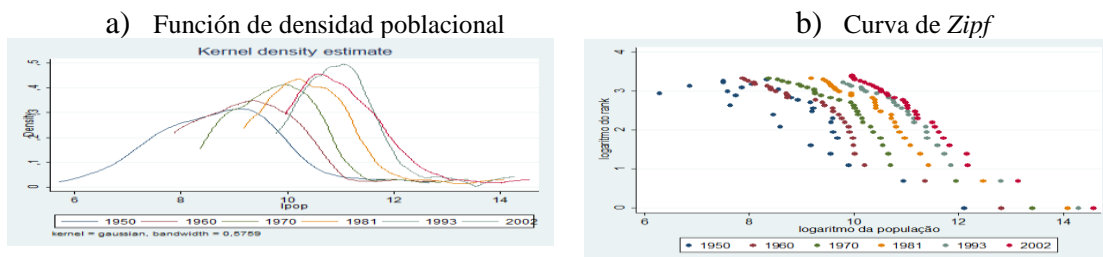 a) Función de densidad poblacional
Kernel density estimate
Density
0 ,1 ,2 ,3 ,4 ,5
6 8 10 12 14
lpop
1950 1960 1970 1981 1993 2002
kernel = gaussian, bandwidth = 0,5759
b) Curva de Zipf
logaritmo do rank
0 1 2 3 4
6 8 10 12 14
logaritmo da população
1950 1960 1970 1981 1993 2002